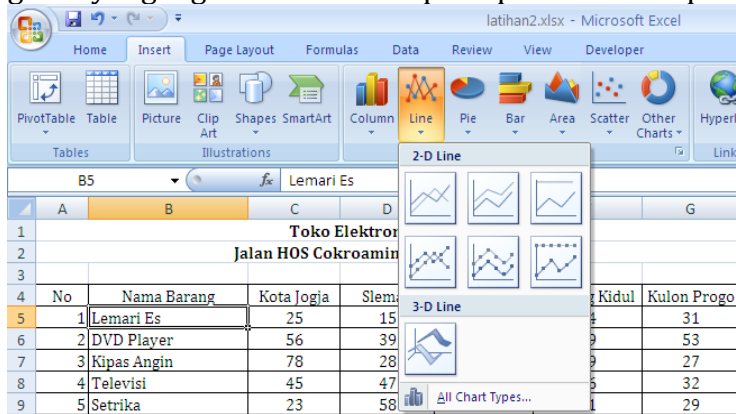 latihan2.xlsx - Microsoft Excel
Home Insert Page Layout Formulas Data Review View Developer
PivotTable Table Picture Clip Art Shapes SmartArt Column Line Pie Bar Area Scatter Other Charts
Tables Illustrations Link
2-D Line
B5 fx Lemari Es
A B C D G
1 Toko
2 Jalan HOS
3
4 No Nama Barang Kota Jogja Kidul Kulon Progo
5 1 Lemari Es 25 15 31
6 2 DVD Player 56 39 53
7 3 Kipas Angin 78 28 27
8 4 Televisi 45 47 32
9 5 Setrika 23 58 29
3-D Line
All Chart Types...